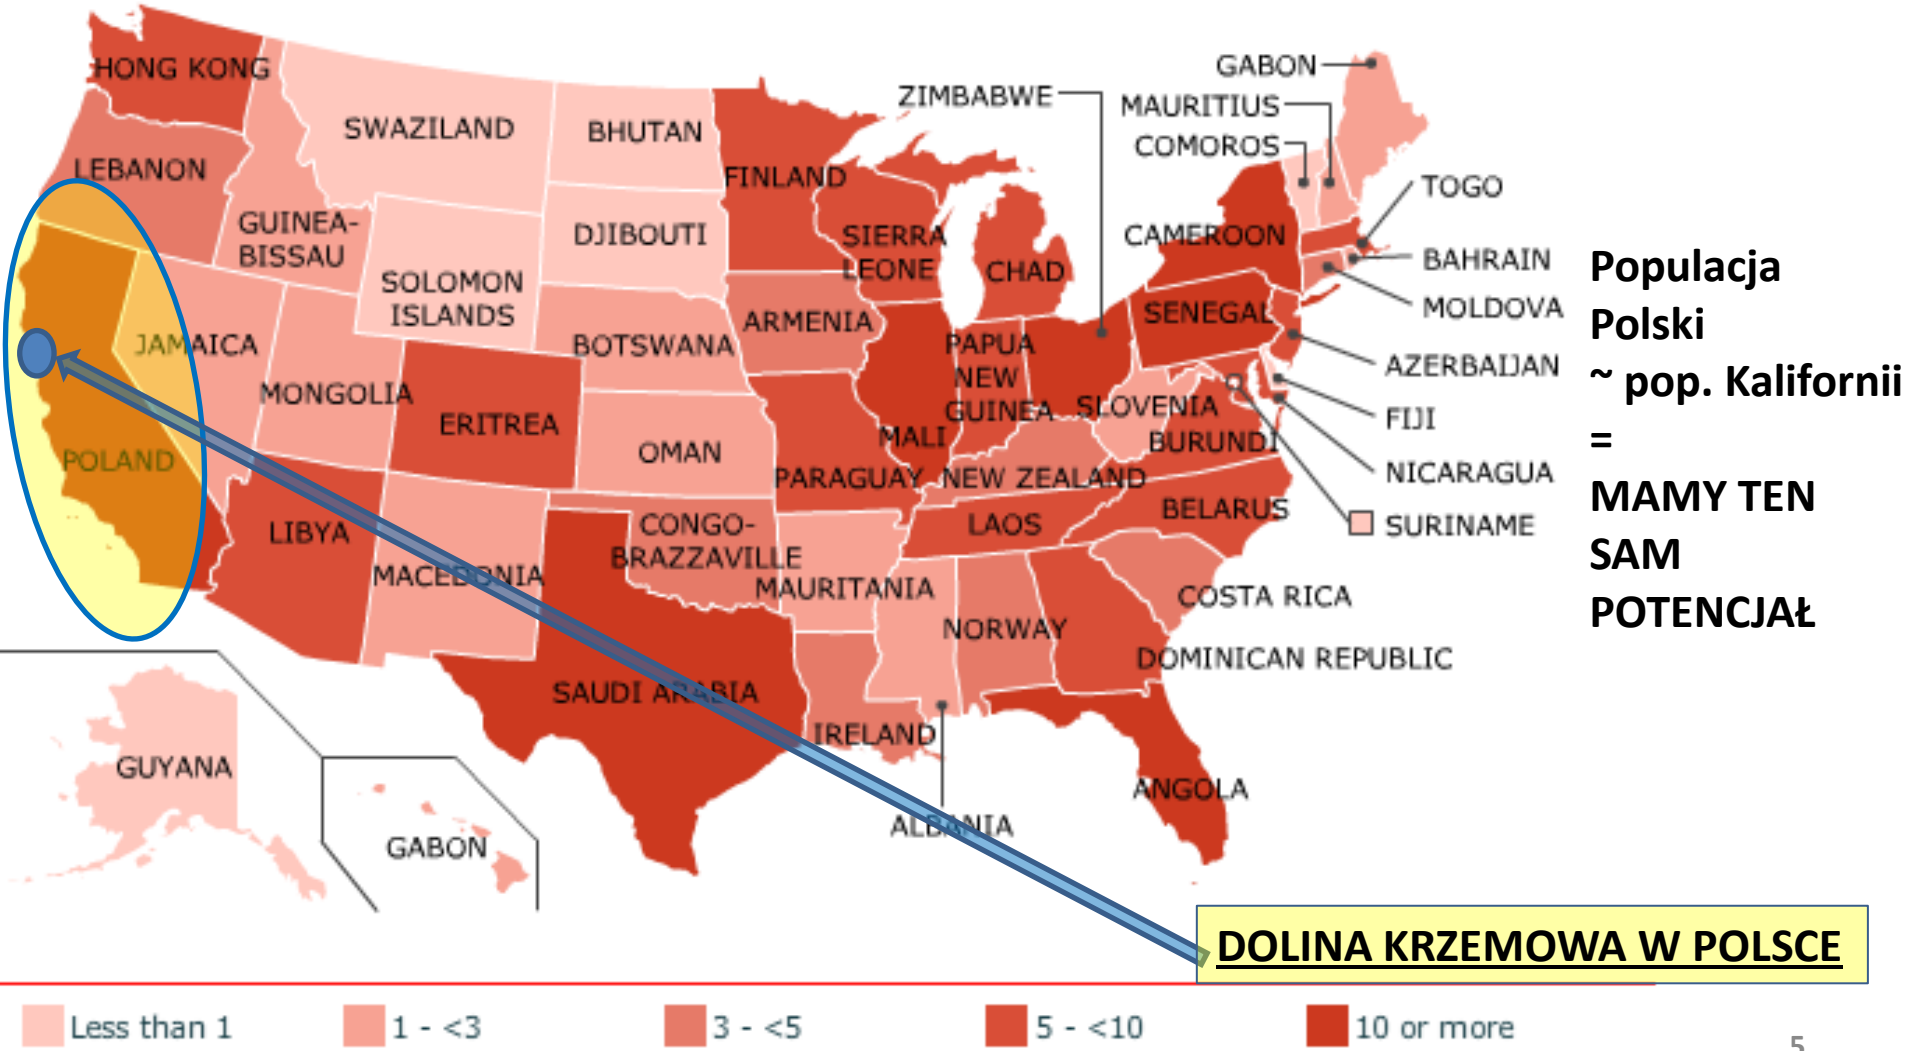 HONG KONG
LEBANON
SWAZILAND
BHUTAN
FINLAND
ZIMBABWE
GABON
MAURITIUS
COMOROS
TOGO
GUINEA-
BISSAU
SOLOMON
ISLANDS
DJIBOUTI
SIERRA
LEONE
CHAD
CAMEROON
BAHRAIN
MOLDOVA
JAMAICA
MONGOLIA
ERITREA
BOTSWANA
ARMENIA
PAPUA
NEW
GUINEA
SENEGAL
AZERBAIJAN
FIJI
NICARAGUA
SURINAME
POLAND
LIBYA
OMAN
PARAGUAY
MALI
SLOVENIA
BURUNDI
NEW ZEALAND
BELARUS
LAOS
MACEDONIA
CONGO-
BRAZZAVILLE
MAURITANIA
NORWAY
COSTA RICA
DOMINICAN REPUBLIC
SAUDI ARABIA
IRELAND
ALBANIA
ANGOLA
GUYANA
GABON
Populacja
Polski
~ pop. Kalifornii
=
MAMY TEN
SAM
POTENCJAŁ
DOLINA KRZEMOWA W POLSCE
Less than 1
1 - <3
3 - <5
5 - <10
10 or more
5